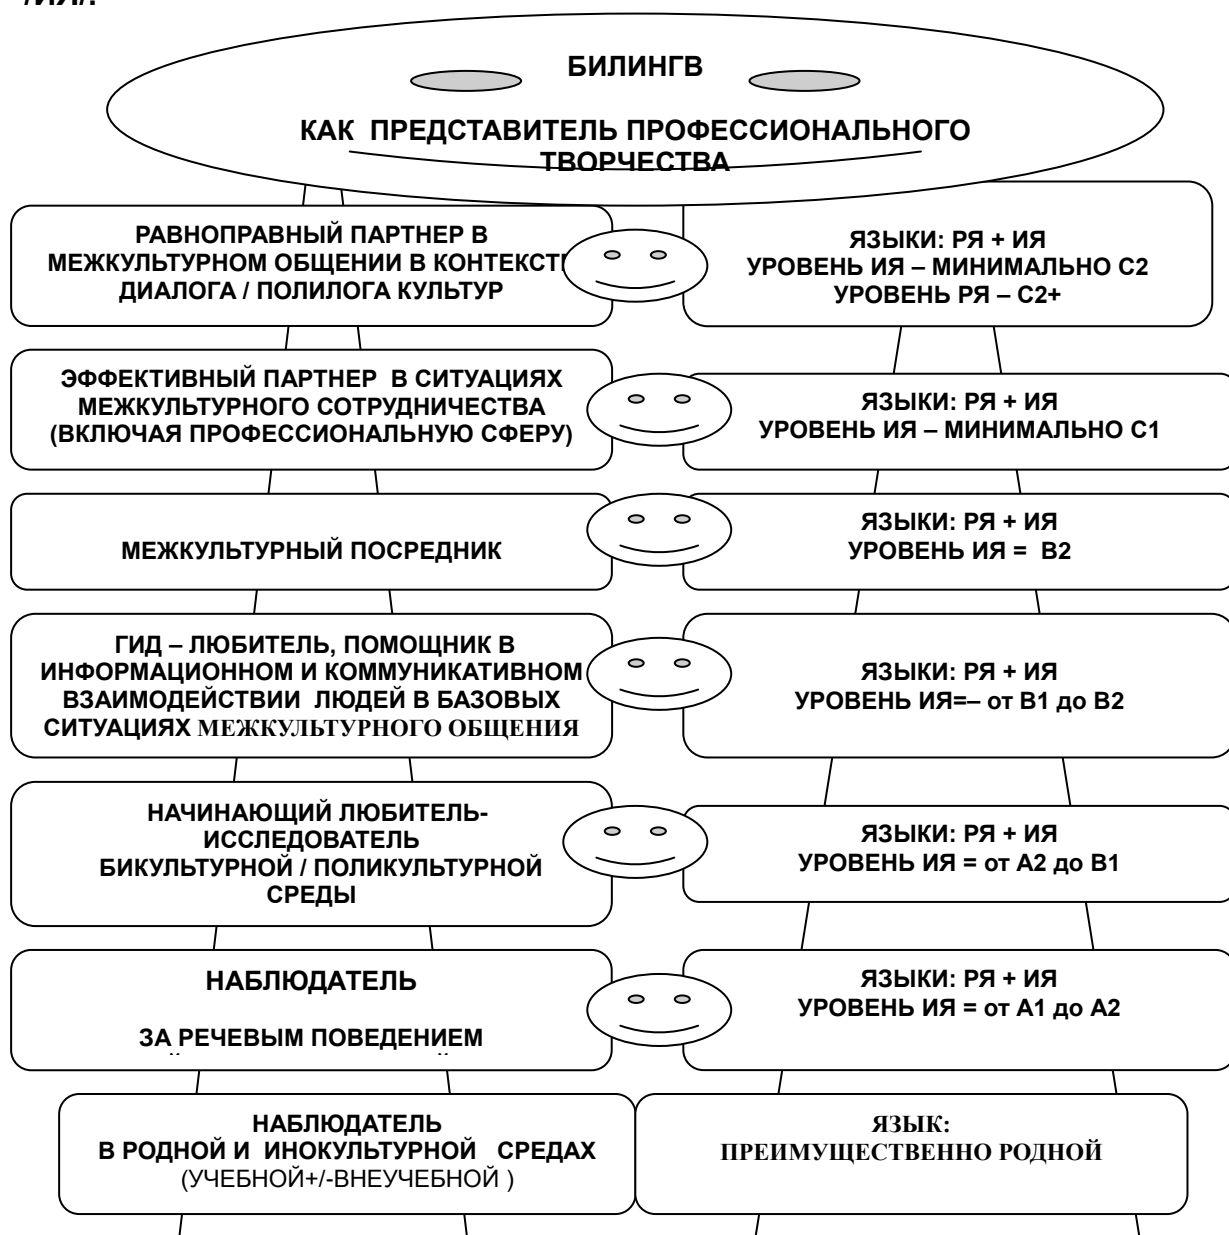 БИЛИНГВ
КАК ПРЕДСТАВИТЕЛЬ ПРОФЕССИОНАЛЬНОГО
ТВОРЧЕСТВА
РАВНОПРАВНЫЙ ПАРТНЕР В
МЕЖКУЛЬТУРНОМ ОБЩЕНИИ В КОНТЕКСТЕ
ДИАЛОГА / ПОЛИЛОГА КУЛЬТУР
ЯЗЫКИ: РЯ + ИЯ
УРОВЕНЬ ИЯ – МИНИМАЛЬНО С2
УРОВЕНЬ РЯ – С2+
ЭФФЕКТИВНЫЙ ПАРТНЕР В СИТУАЦИЯХ
МЕЖКУЛЬТУРНОГО СОТРУДНИЧЕСТВА
(ВКЛЮЧАЯ ПРОФЕССИОНАЛЬНУЮ СФЕРУ)
ЯЗЫКИ: РЯ + ИЯ
УРОВЕНЬ ИЯ – МИНИМАЛЬНО С1
МЕЖКУЛЬТУРНЫЙ ПОСРЕДНИК
ЯЗЫКИ: РЯ + ИЯ
УРОВЕНЬ ИЯ = В2
ГИД – ЛЮБИТЕЛЬ, ПОМОЩНИК В
ИНФОРМАЦИОННОМ И КОММУНИКАТИВНОМ
ВЗАИМОДЕЙСТВИИ ЛЮДЕЙ В БАЗОВЫХ
СИТУАЦИЯХ МЕЖКУЛЬТУРНОГО ОБЩЕНИЯ
ЯЗЫКИ: РЯ + ИЯ
УРОВЕНЬ ИЯ=– от В1 до В2
НАЧИНАЮЩИЙ ЛЮБИТЕЛЬ-
ИССЛЕДОВАТЕЛЬ
БИКУЛЬТУРНОЙ / ПОЛИКУЛЬТУРНОЙ
СРЕДЫ
ЯЗЫКИ: РЯ + ИЯ
УРОВЕНЬ ИЯ = от А2 до В1
НАБЛЮДАТЕЛЬ
ЗА РЕЧЕВЫМ ПОВЕДЕНИЕМ
ЯЗЫКИ: РЯ + ИЯ
УРОВЕНЬ ИЯ = от А1 до А2
НАБЛЮДАТЕЛЬ
В РОДНОЙ И ИНОКУЛЬТУРНОЙ СРЕДАХ
(УЧЕБНОЙ+/-ВНЕУЧЕБНОЙ )
ЯЗЫК:
ПРЕИМУЩЕСТВЕННО РОДНОЙ